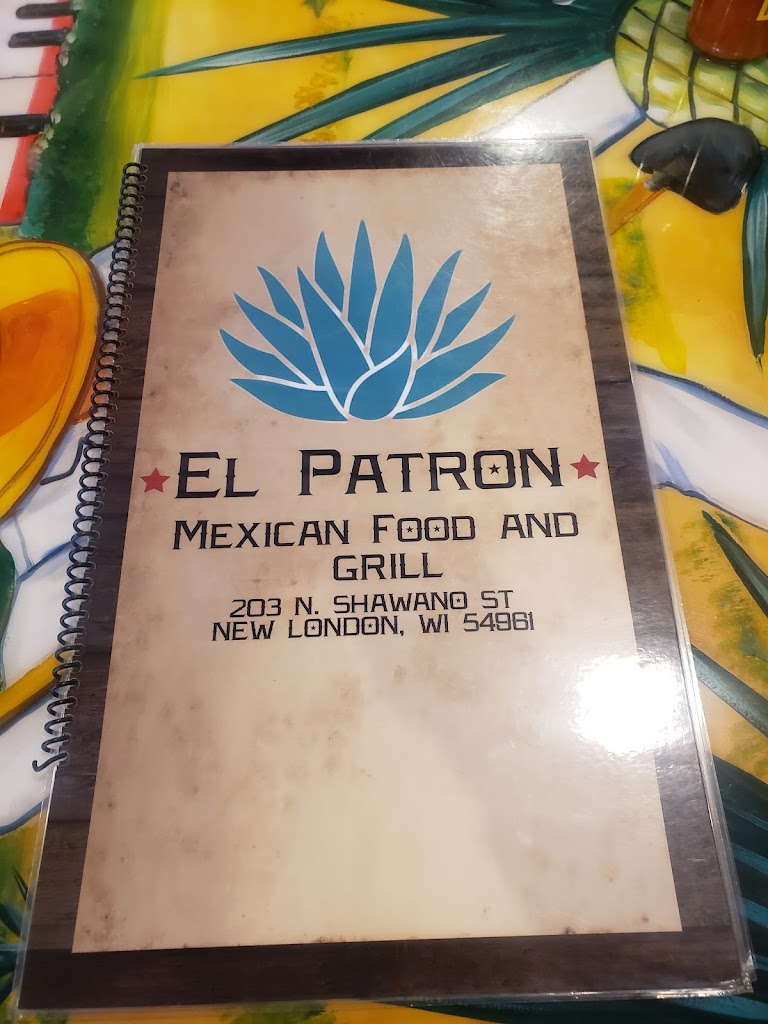 El Patron
Mexican Food and
Grill
203 N. Shawano St
New London, WI 54961